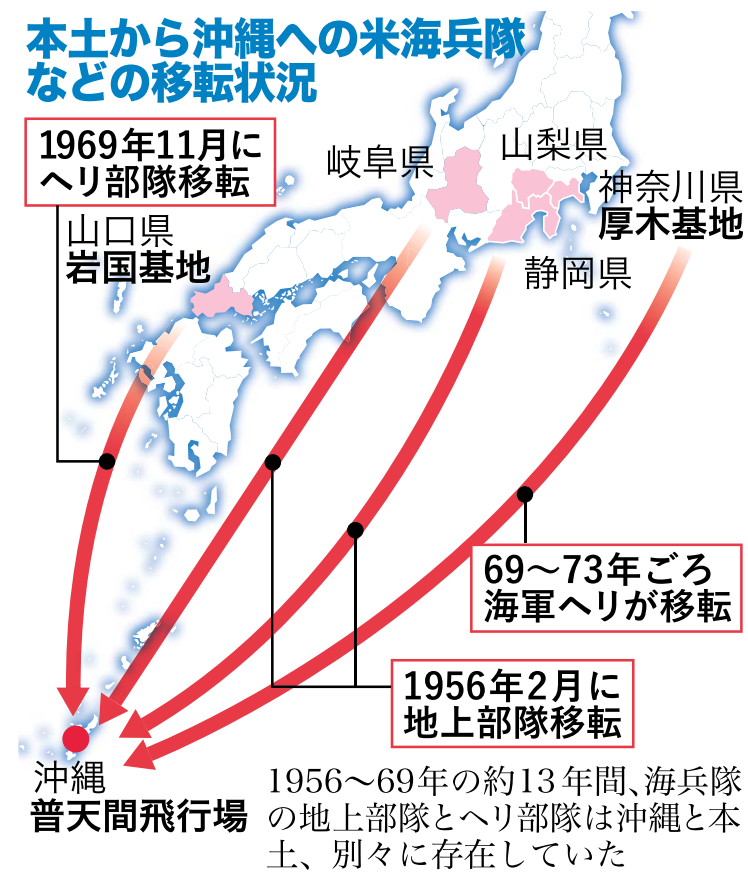 本土から沖縄への米海兵隊
などの移転状況
1969年11月に
ヘリ部隊移転
岐阜県
山梨県
神奈川県
厚木基地
山口県
岩国基地
静岡県
69〜73年ごろ
海軍ヘリが移転
1956年2月に
地上部隊移転
沖縄
普天間飛行場
1956〜69年の約13年間、海兵隊
の地上部隊とヘリ部隊は沖縄と本
土、別々に存在していた